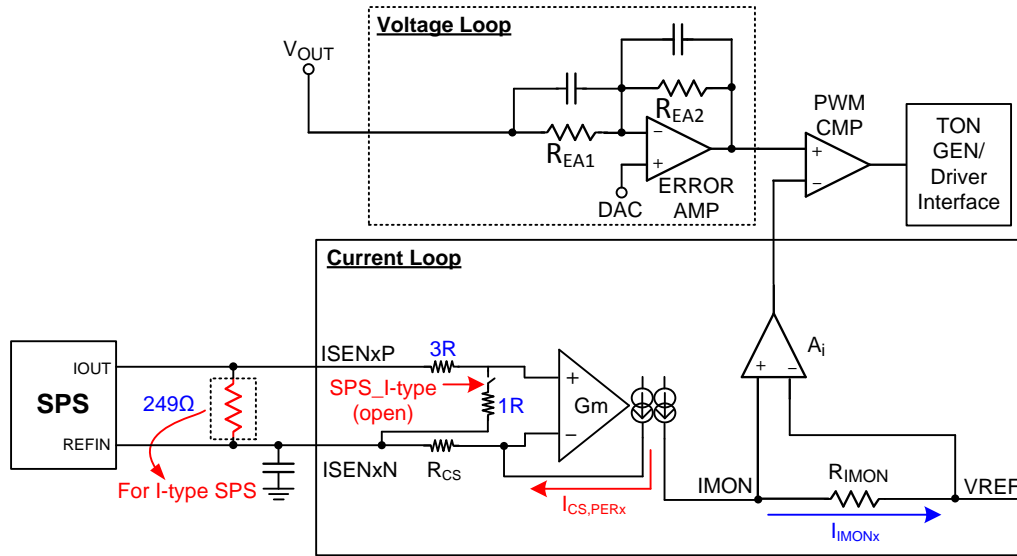 Voltage Loop
VOUT
REA2
REA1
−
+
DAC
ERROR
AMP
PWM
CMP
+
−
TON
GEN/
Driver
Interface
Current Loop
SPS
IOUT
REFIN
249Ω
For I-type SPS
ISENxP
3R
SPS_I-type
(open)
1R
ISENxN
RCS
+
−
Gm
ICS,PERx
Ai
+
−
IMON
RIMON
VREF
IIMONx